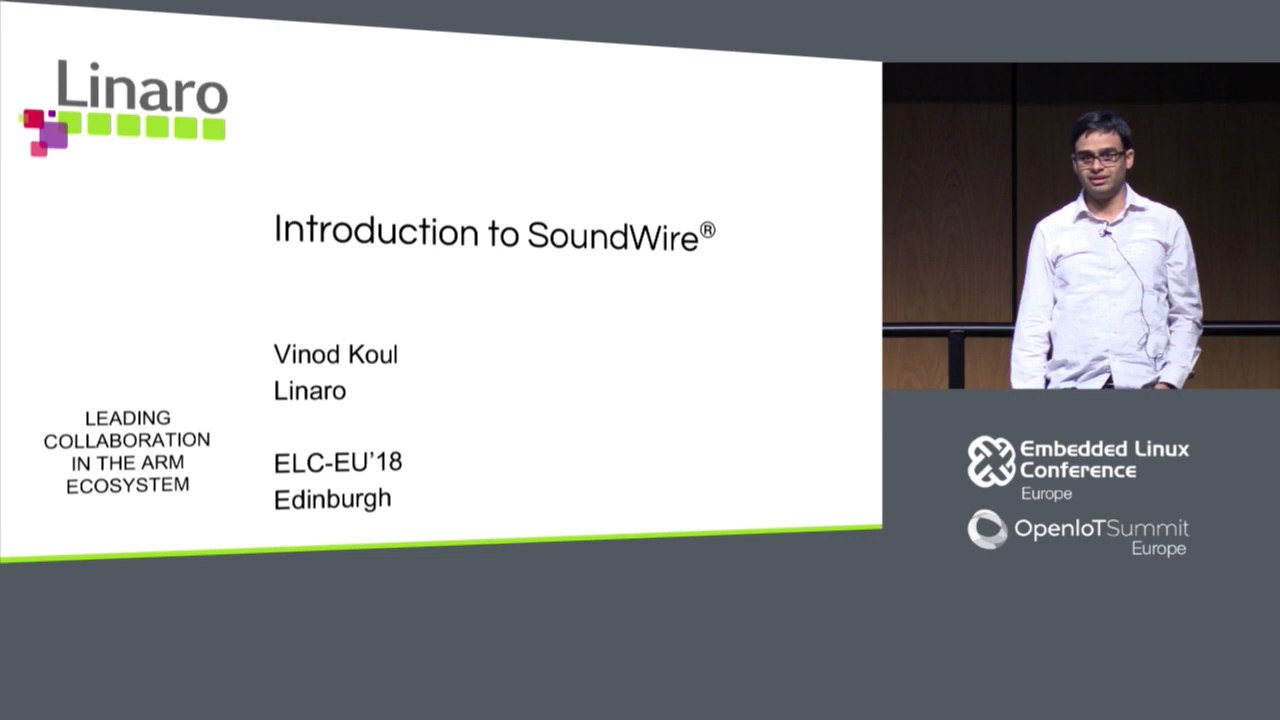 Linaro
Introduction to SoundWire®
Vinod Koul
Linaro
ELC-EU’18
Edinburgh
LEADING
COLLABORATION
IN THE ARM
ECOSYSTEM
Embedded Linux
Conference
Europe
OpenIoTSummit
Europe